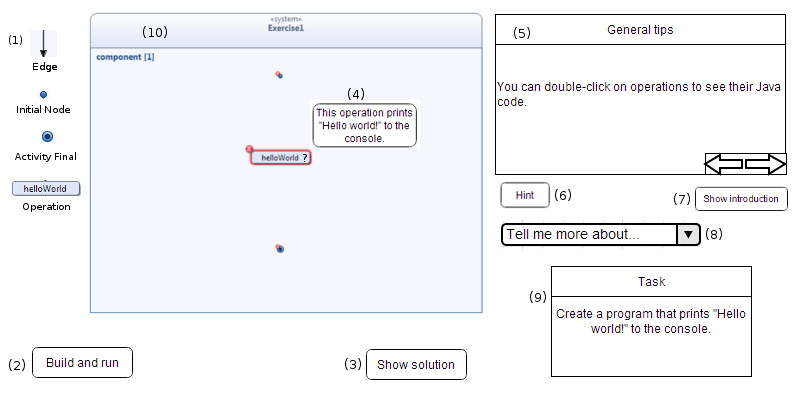 (1)
Edge
Initial Node
Activity Final
helloWorld
Operation
(10)
«system»
Exercise1
component [1]
(4)
This operation prints
"Hello world!" to the
console.
helloWorld ?
(5)
General tips
You can double-click on operations to see their Java
code.
Hint
(6)
(7)
Show introduction
Tell me more about...
(8)
(9)
Task
Create a program that prints "Hello
world!" to the console.
(2)
Build and run
(3)
Show solution